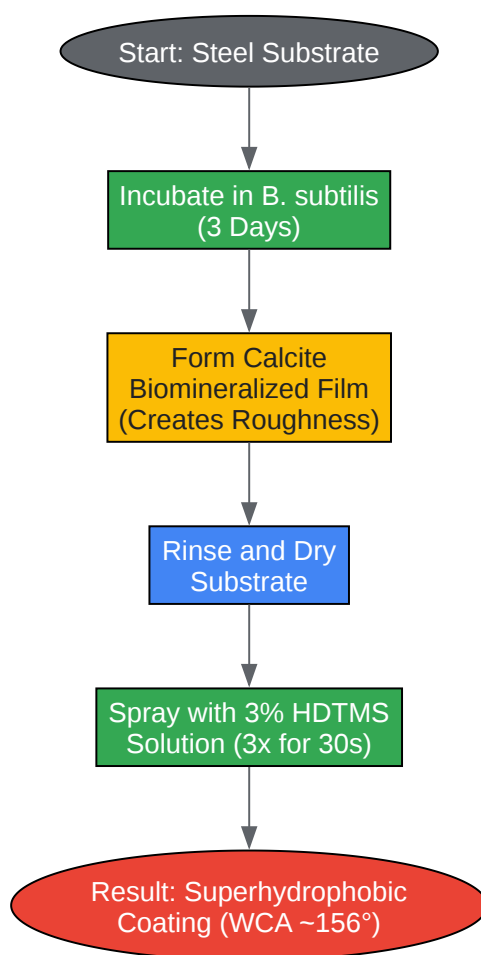 Start: Steel Substrate
Incubate in B. subtilis
(3 Days)
Form Calcite
Biomineralized Film
(Creates Roughness)
Rinse and Dry
Substrate
Spray with 3% HDTMS
Solution (3x for 30s)
Result: Superhydrophobic
Coating (WCA ~156°)